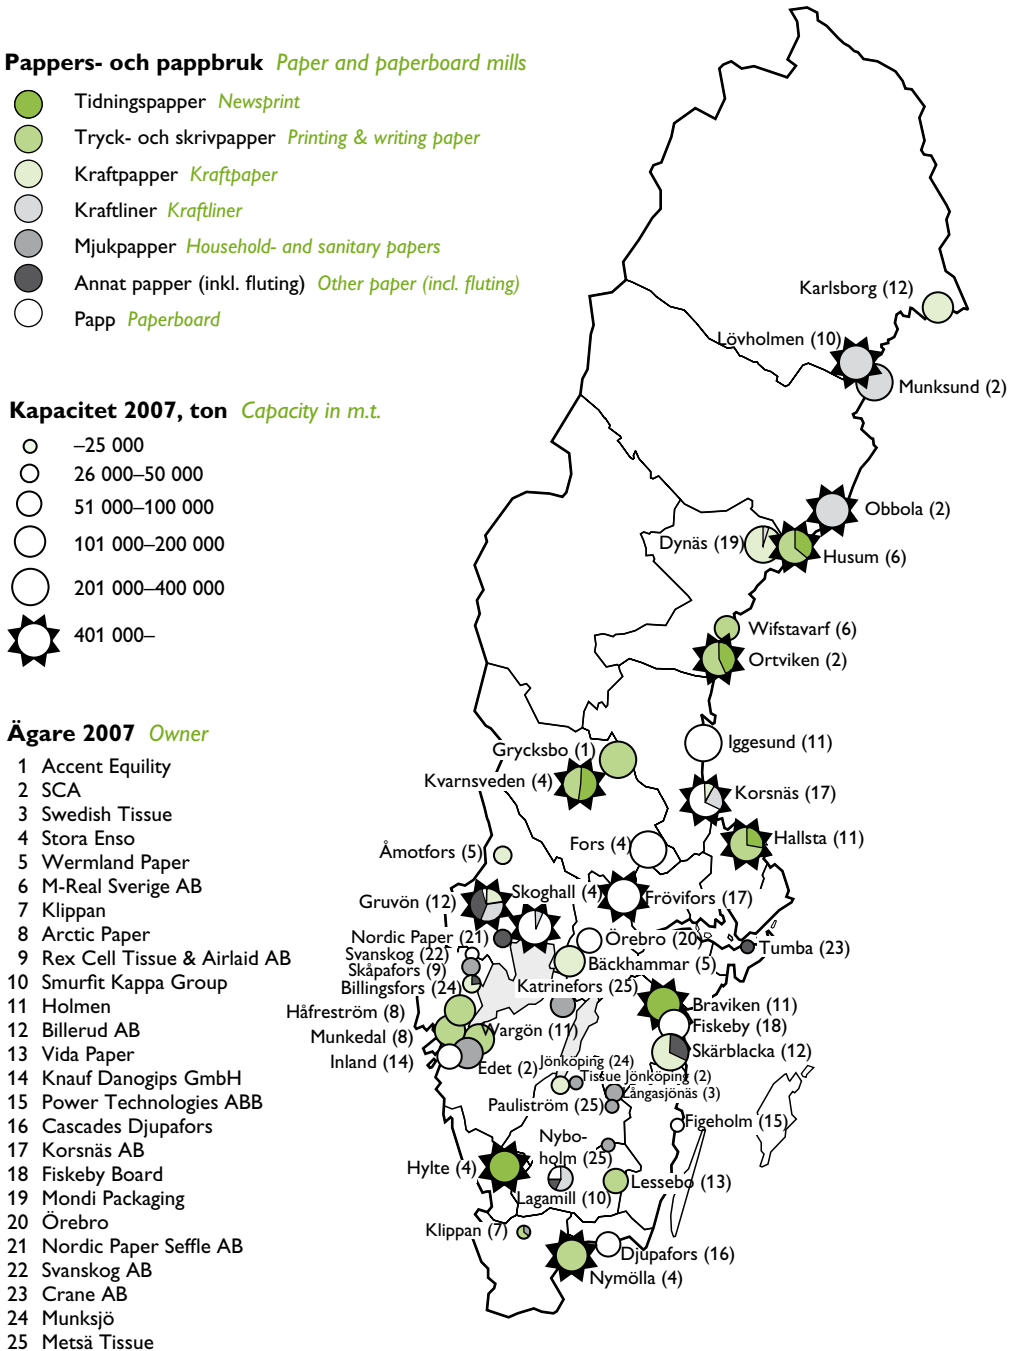 Pappers- och pappbruk Paper and paperboard mills
Tidningspapper Newsprint
Tryck- och skrivpapper Printing & writing paper
Kraftpapper Kraftpaper
Kraftliner Kraftliner
Mjukpapper Household- and sanitary papers
Annat papper (inkl. fluting) Other paper (incl. fluting)
Papp Paperboard
Kapacitet 2007, ton Capacity in m.t.
–25 000
26 000–50 000
51 000–100 000
101 000–200 000
201 000–400 000
401 000–
Ägare 2007 Owner
1 Accent Equility
2 SCA
3 Swedish Tissue
4 Stora Enso
5 Wermland Paper
6 M-Real Sverige AB
7 Klippan
8 Arctic Paper
9 Rex Cell Tissue & Airlaid AB
10 Smurfit Kappa Group
11 Holmen
12 Billerud AB
13 Vida Paper
14 Knauf Danogips GmbH
15 Power Technologies ABB
16 Cascades Djupafors
17 Korsnäs AB
18 Fiskeby Board
19 Mondi Packaging
20 Örebro
21 Nordic Paper Seffle AB
22 Svanskog AB
23 Crane AB
24 Munksjö
25 Metsä Tissue
Karlsborg (12)
Lövholmen (10)
Munksund (2)
Obbola (2)
Dynäs (19)
Husum (6)
Wifstavarf (6)
Ortviken (2)
Iggesund (11)
Grycksbo (1)
Kvarnsveden (4)
Korsnäs (17)
Hallsta (11)
Fors (4)
Åmotfors (5)
Skoghall (4)
Gruvön (12)
Frövifors (17)
Nordic Paper (21)
Örebro (20)
Tumba (23)
Svanskog (22)
Skåpafors (9)
Bäckhammar (5)
Billingsfors (24)
Katrinefors (25)
Håfreström (8)
Braviken (11)
Munkedal (8)
Vargön (11)
Fiskeby (18)
Inland (14)
Edet (2)
Skärblacka (12)
Jönköping (24)
Tissue Jönköping (2)
Långasjönäs (3)
Pauliström (25)
Figeholm (15)
Nybo-
holm (25)
Hylte (4)
Lessebo (13)
Lagamill (10)
Klippan (7)
Djupafors (16)
Nymölla (4)